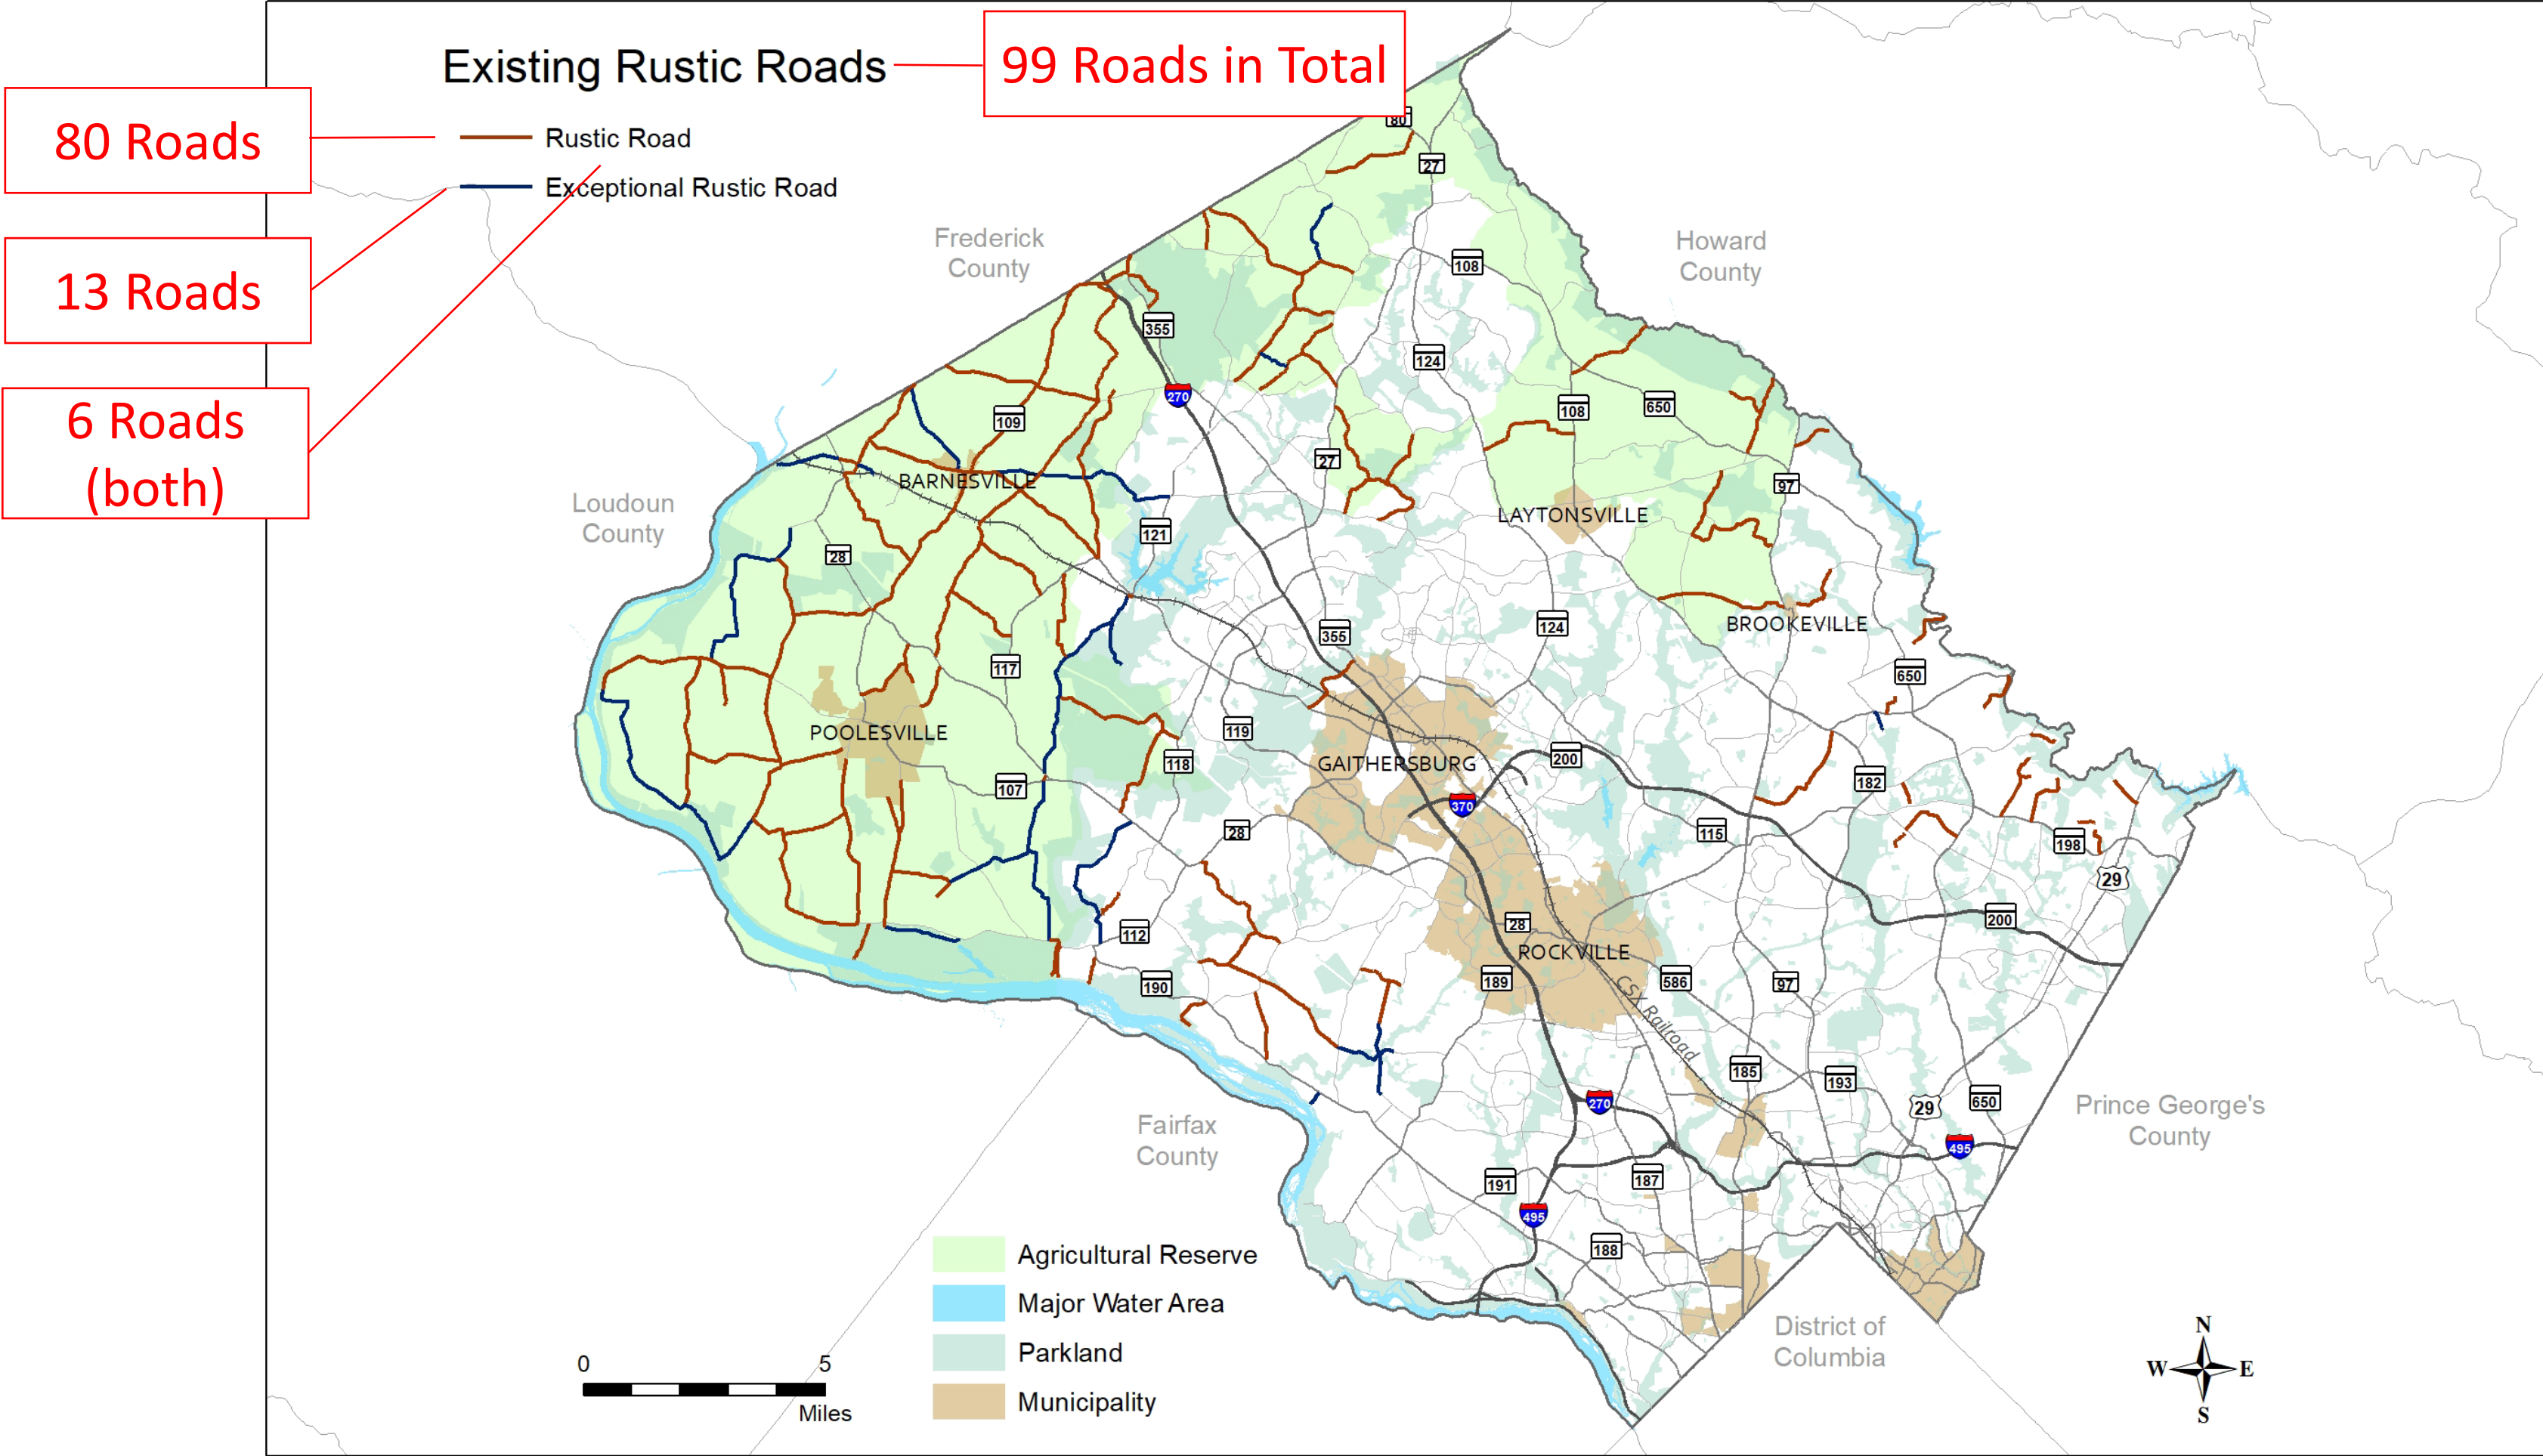 Existing Rustic Roads
99 Roads in Total
80 Roads
Rustic Road
13 Roads
Exceptional Rustic Road
6 Roads
(both)
Frederick
County
Howard
County
Loudoun
County
80
27
108
355
124
270
109
108
650
BARNESVILLE
27
97
LAYTONSVILLE
121
28
BROOKEVILLE
124
355
117
650
POOLESVILLE
119
118
GAITHERSBURG
200
107
370
182
28
115
198
29
112
28
200
ROCKVILLE
190
189
586
97
CSX Railroad
185
193
270
29
650
Fairfax
County
Prince George's
County
495
191
187
495
188
Agricultural Reserve
Major Water Area
Parkland
Municipality
District of
Columbia
0
5
Miles
N
W
E
S